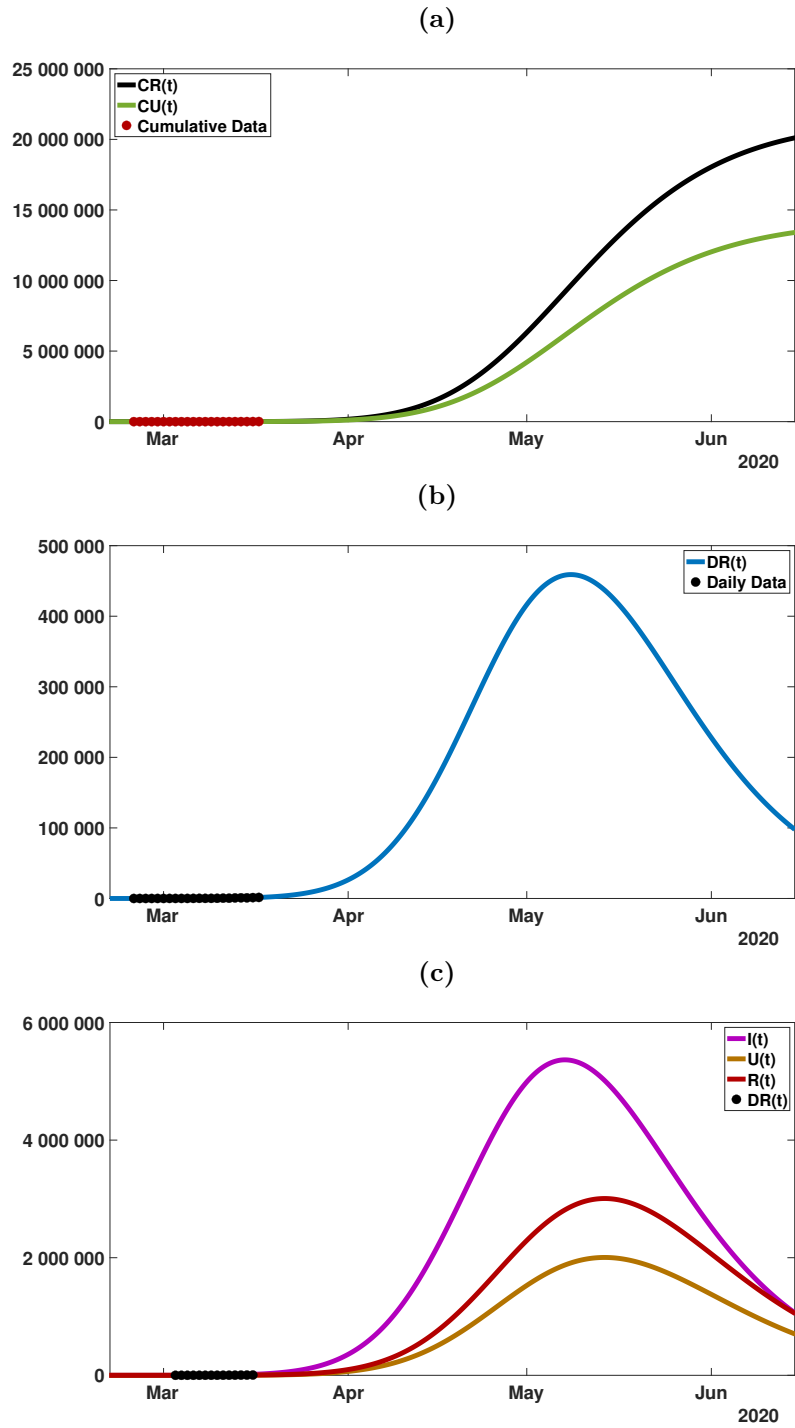 (a)
25 000 000
20 000 000
15 000 000
10 000 000
5 000 000
0
CR(t)
CU(t)
Cumulative Data
Mar Apr May Jun
2020
(b)
500 000
400 000
300 000
200 000
100 000
0
DR(t)
Daily Data
Mar Apr May Jun
2020
(c)
6 000 000
4 000 000
2 000 000
0
I(t)
U(t)
R(t)
DR(t)
Mar Apr May Jun
2020